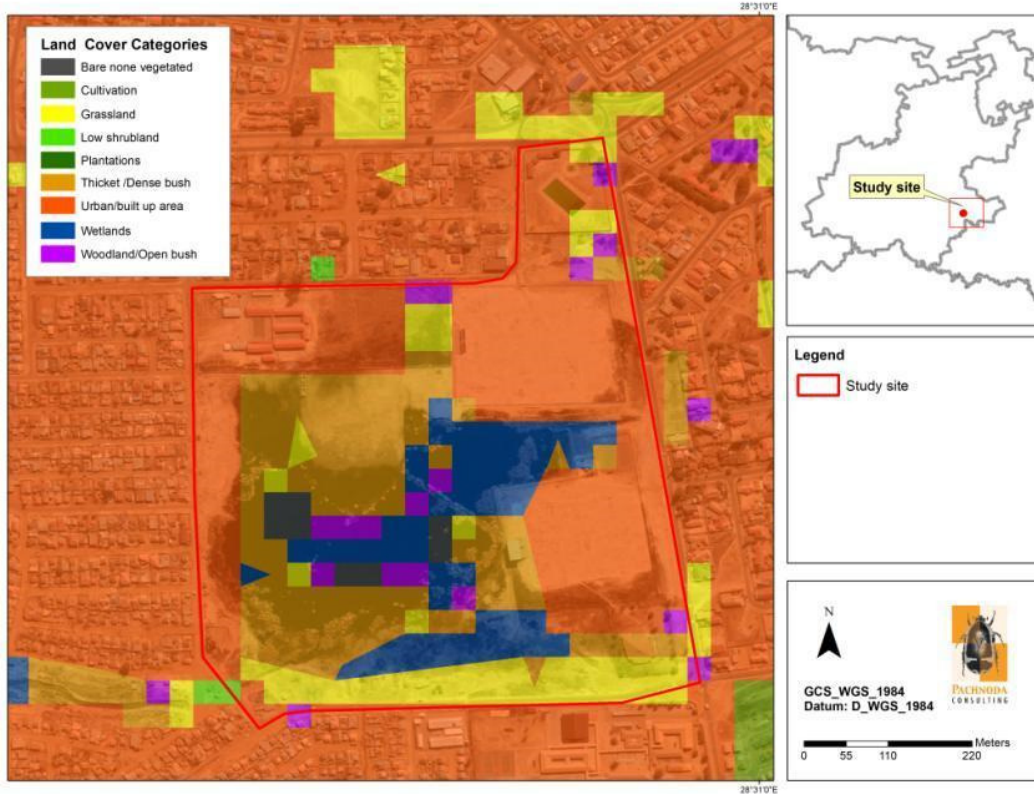 28°31'0"E
Land Cover Categories
Bare none vegetated
Cultivation
Grassland
Low shrubland
Plantations
Thicket /Dense bush
Urban/built up area
Wetlands
Woodland/Open bush
Study site
Legend
Study site
N
GCS_WGS_1984
Datum: D_WGS_1984
PACHNODA
CONSULTING
Meters
0 55 110 220
28°31'0"E